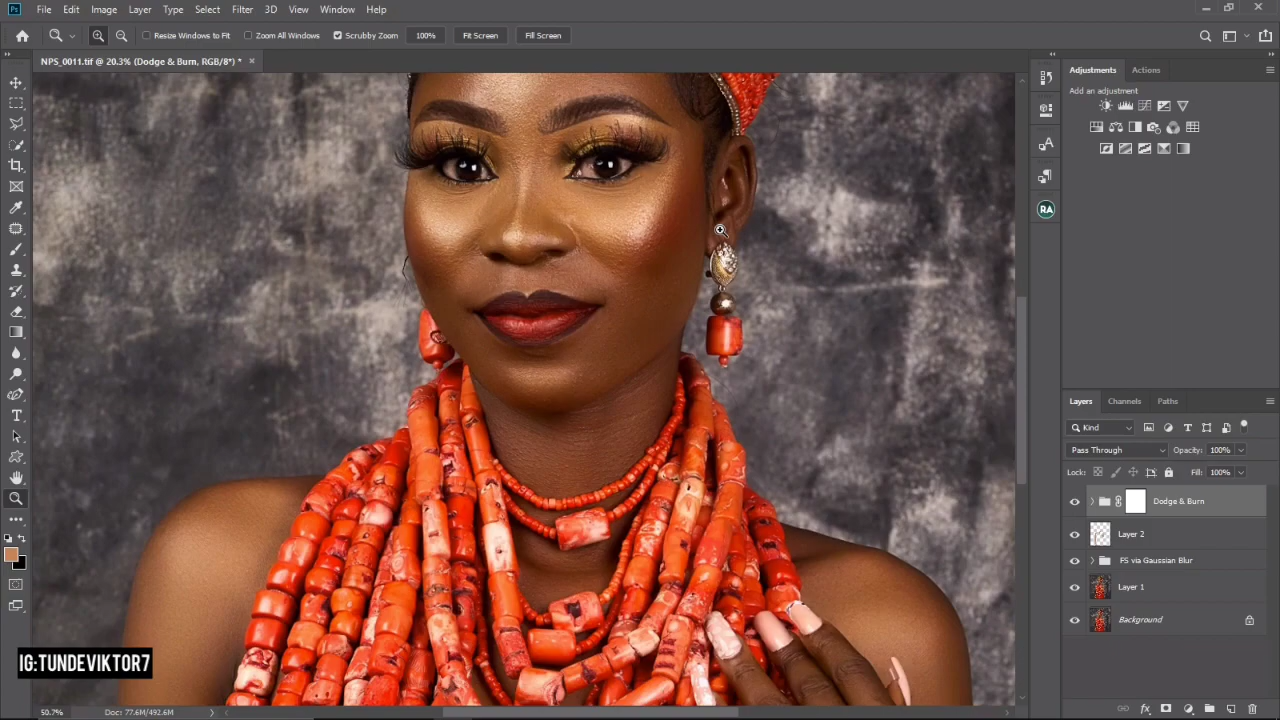 Ps File Edit Image Layer Type Select Filter 3D View Window Help
Resize Windows to Fit Zoom All Windows Scrubby Zoom 100% Fit Screen Fill Screen
NPS_0011.tif @ 20.3% (Dodge & Burn, RGB/8*) *
Adjustments Actions
Add an adjustment
RA
Layers Channels Paths
Kind
Pass Through Opacity: 100%
Lock: Fill: 100%
Dodge & Burn
Layer 2
FS via Gaussian Blur
Layer 1
Background
IG:TUNDEVIKTOR7
50.7% Doc: 77.6M/492.6M